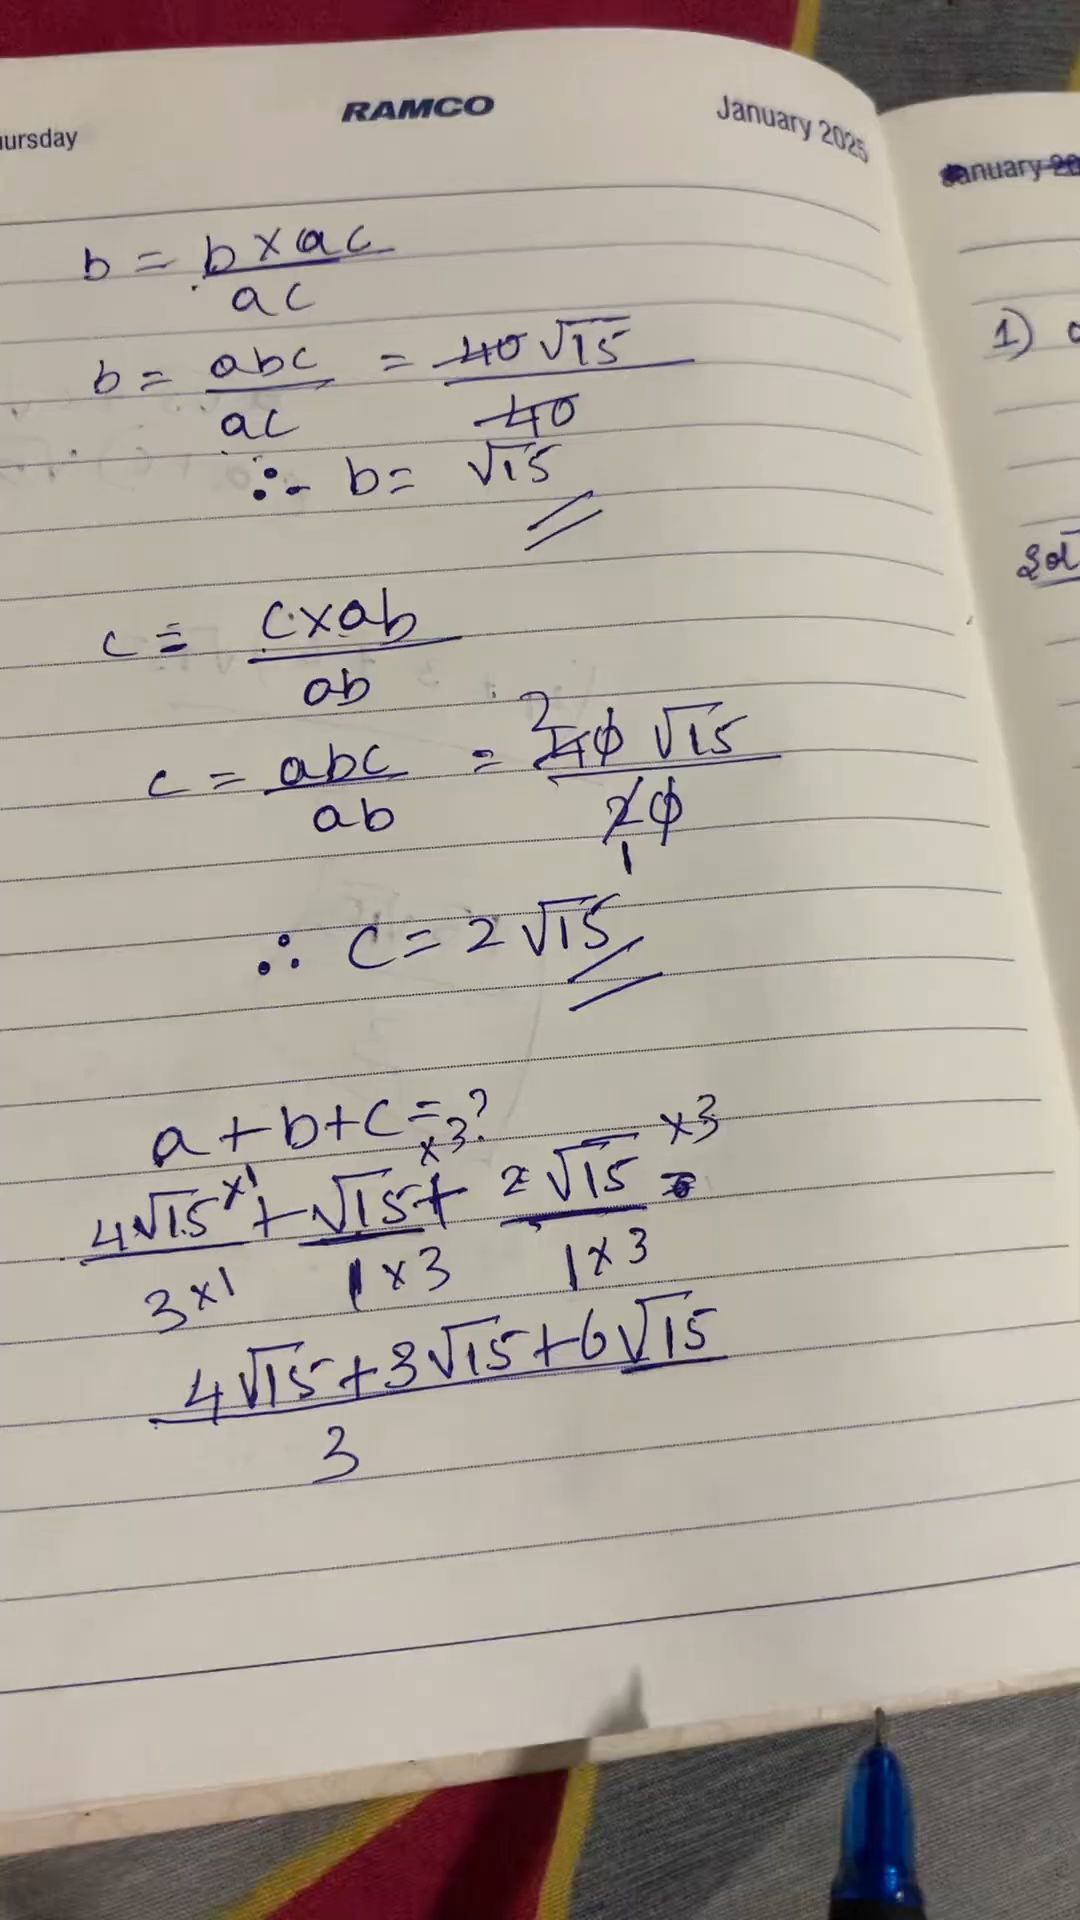 ursday RAMCO January 2025
anuary 20
b = b × ac / ac
b = abc / ac = 40√15 / 40
∴ b = √15
1)
c = c × ab / ab
Sol
c = abc / ab = 2 40 √15 / 20 1
∴ c = 2√15
a + b + c = ?
4√15 ×1 / 3 ×1 + √15 ×3 / 1 × 3 + 2√15 ×3 / 1 × 3
4√15 + 3√15 + 6√15 / 3